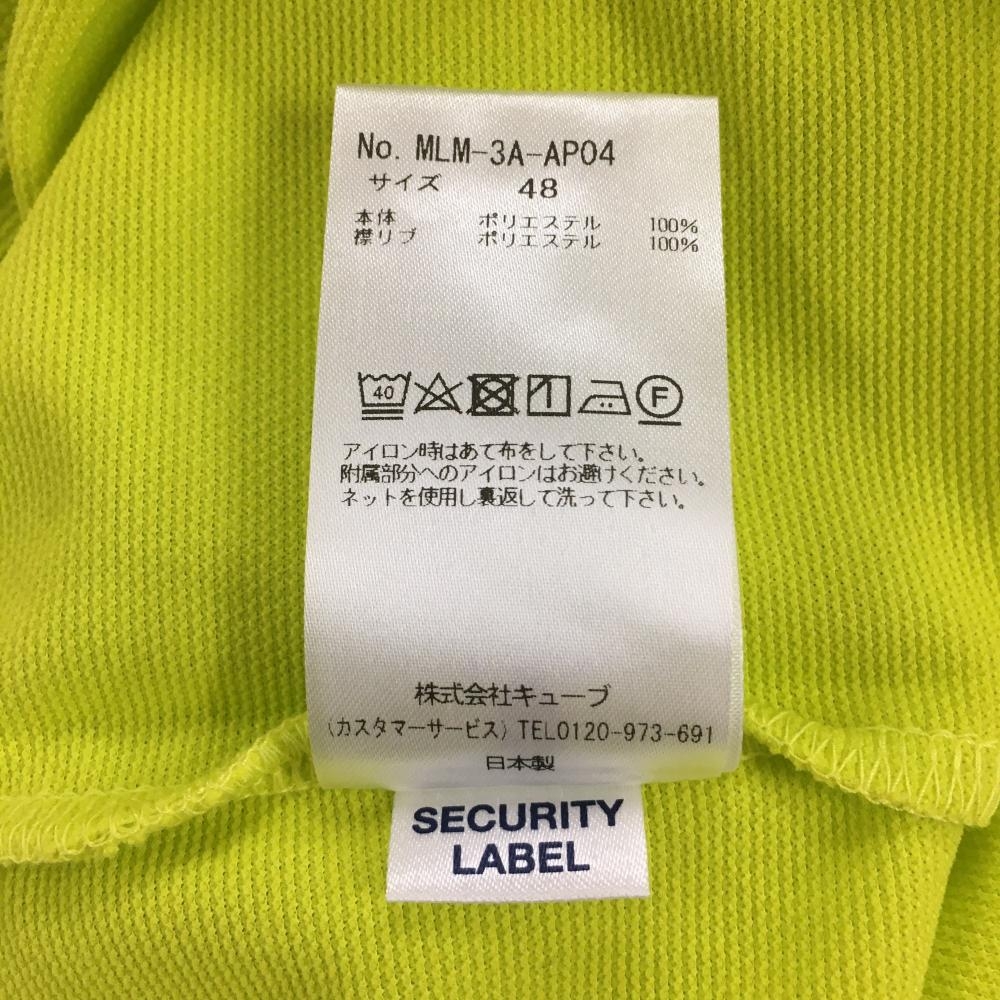 No. MLM-3A-AP04
サイズ 48
本体 ポリエステル 100%
襟リブ ポリエステル 100%
40 F
アイロン時はあて布をして下さい。
附属部分へのアイロンはお避けください。
ネットを使用し裏返して洗って下さい。
株式会社キューブ
(カスタマーサービス) TEL0120-973-691
日本製
SECURITY
LABEL